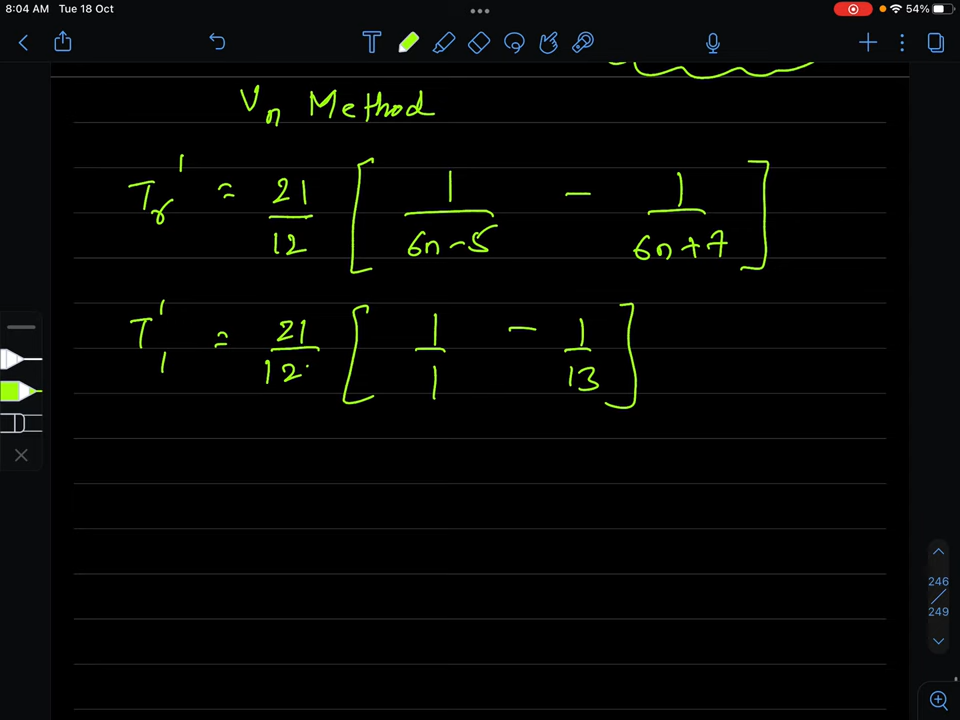 8:04 AM Tue 18 Oct 54%
Vn Method
Tr' = 21/12 [ 1/(6n-5) - 1/(6n+7) ]
T1' = 21/12 [ 1/1 - 1/13 ]
246
249